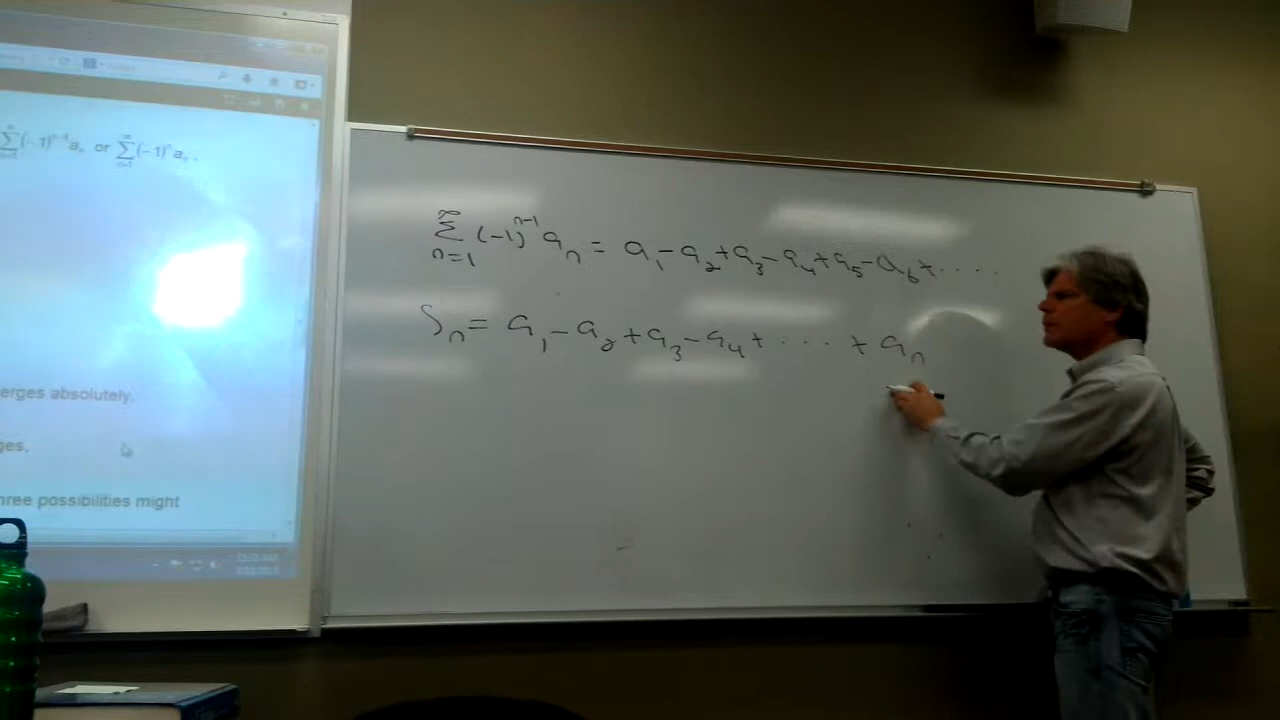 ∑_{n=1}^{∞} (-1)^{n-1} a_n or ∑_{n=1}^{∞} (-1)^n a_n.
erges absolutely.
ges.
hree possibilities might
∑_{n=1}^{∞} (-1)^{n-1} a_n = a_1 - a_2 + a_3 - a_4 + a_5 - a_6 + ....
S_n = a_1 - a_2 + a_3 - a_4 + ... + a_n